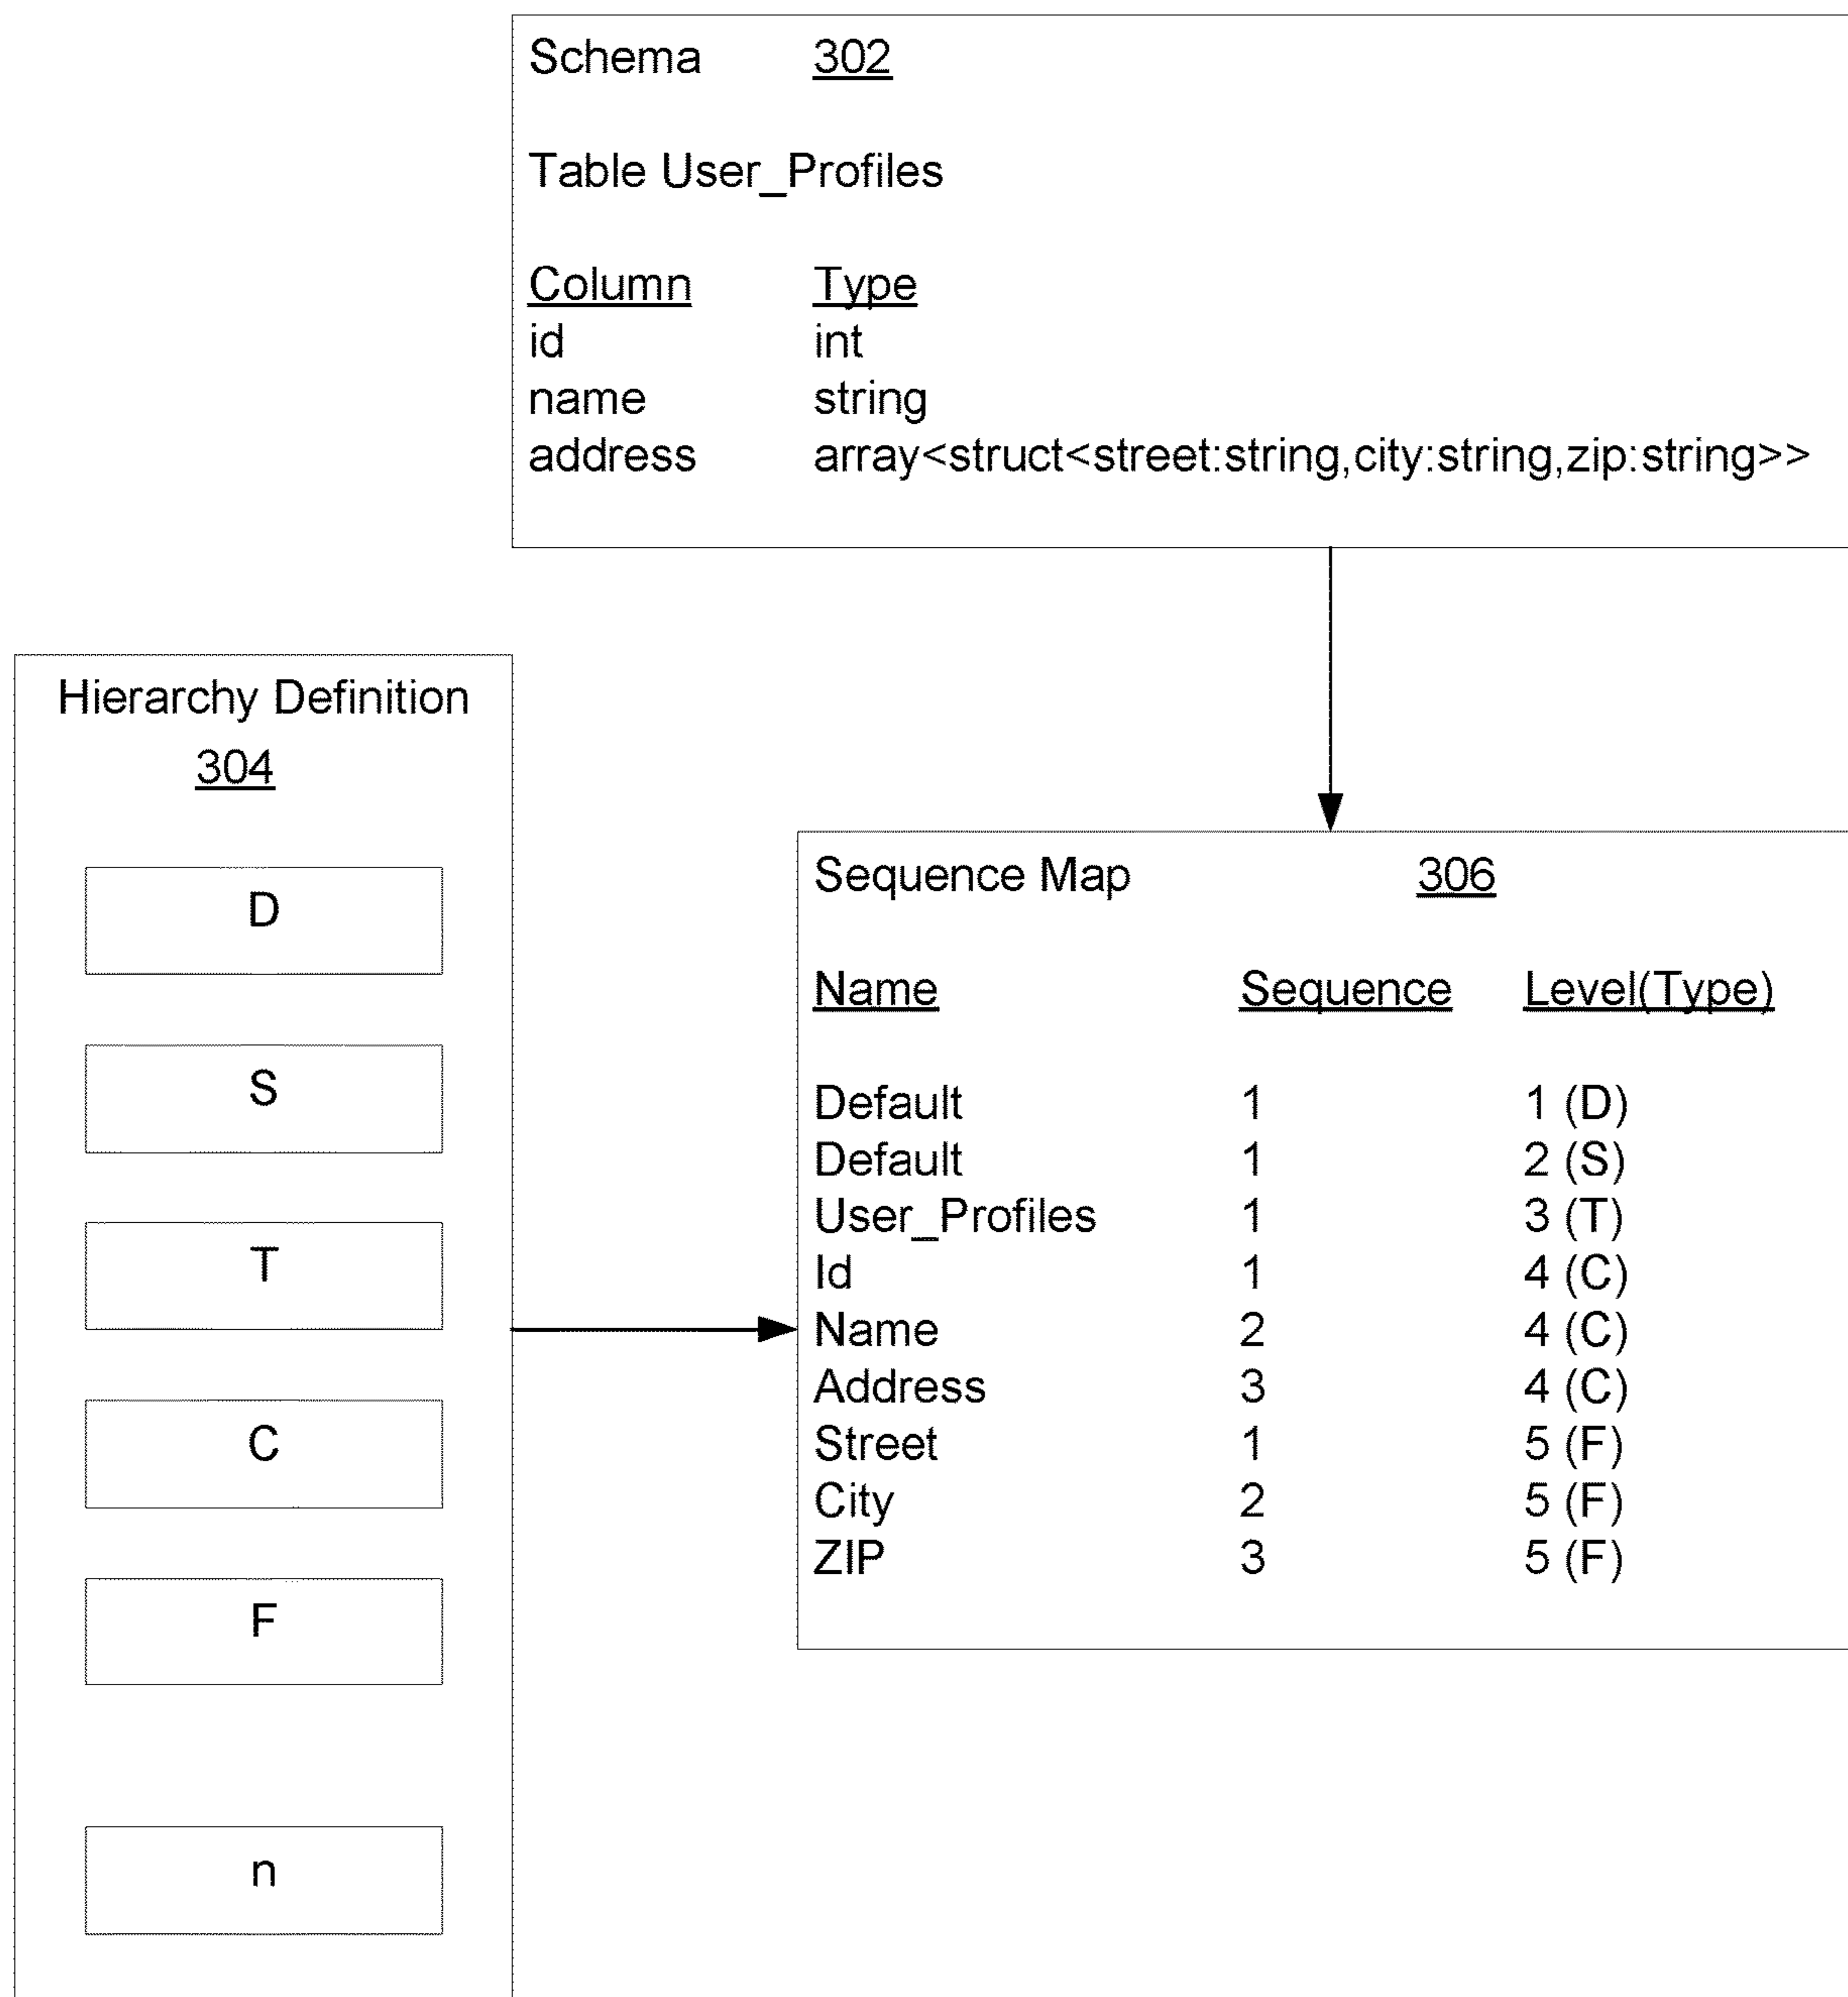 Schema 302
Table User_Profiles
Column Type
id int
name string
address array<struct<street:string,city:string,zip:string>>
Hierarchy Definition
304
D
S
T
C
F
n
Sequence Map 306
Name Sequence Level(Type)
Default 1 1 (D)
Default 1 2 (S)
User_Profiles 1 3 (T)
Id 1 4 (C)
Name 2 4 (C)
Address 3 4 (C)
Street 1 5 (F)
City 2 5 (F)
ZIP 3 5 (F)